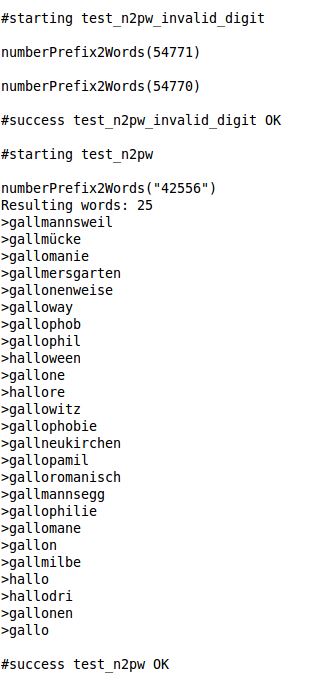 #starting test_n2pw_invalid_digit
numberPrefix2Words(54771)
numberPrefix2Words(54770)
#success test_n2pw_invalid_digit OK
#starting test_n2pw
numberPrefix2Words("42556")
Resulting words: 25
>gallmannsweil
>gallmücke
>gallomanie
>gallmersgarten
>gallonenweise
>galloway
>gallophob
>gallophil
>halloween
>gallone
>hallore
>gallowitz
>gallophobie
>gallneukirchen
>gallopamil
>galloromanisch
>gallmannsegg
>gallophilie
>gallomane
>gallon
>gallmilbe
>hallo
>hallodri
>gallonen
>gallo
#success test_n2pw OK